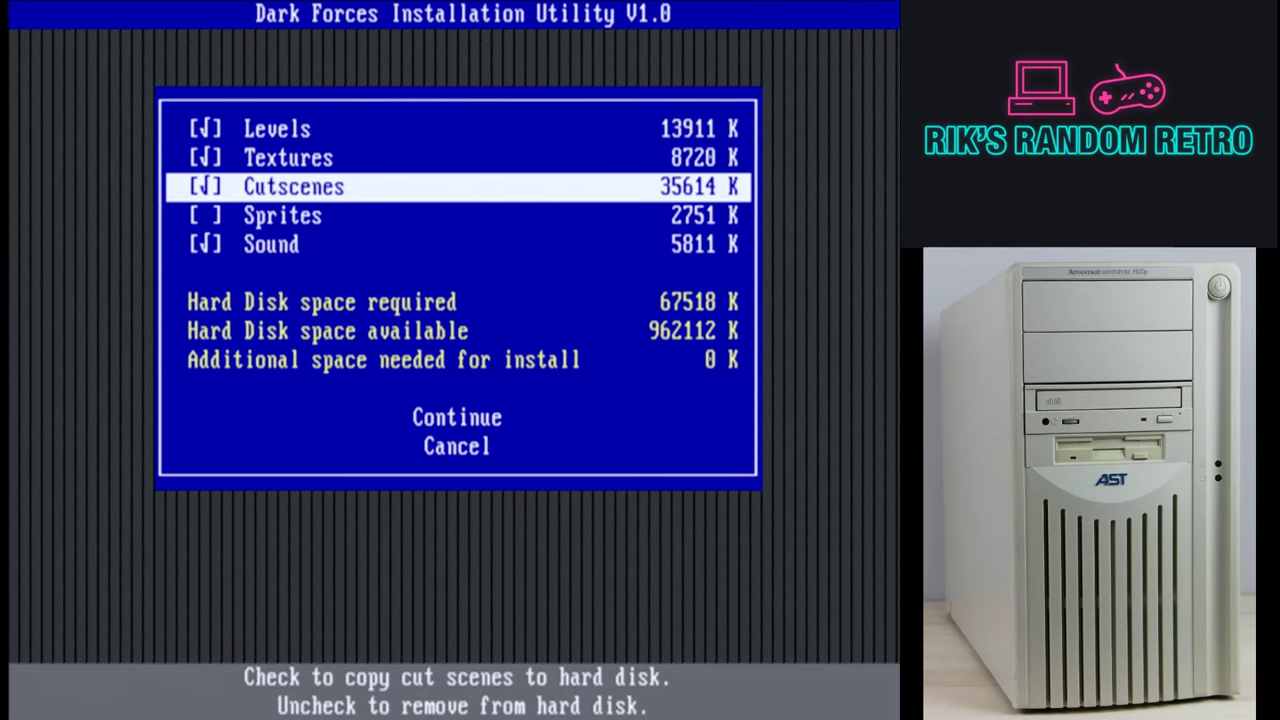 Dark Forces Installation Utility V1.0
[√] Levels 13911 K
[√] Textures 8720 K
[√] Cutscenes 35614 K
[ ] Sprites 2751 K
[√] Sound 5811 K
Hard Disk space required 67518 K
Hard Disk space available 962112 K
Additional space needed for install 0 K
Continue
Cancel
Check to copy cut scenes to hard disk.
Uncheck to remove from hard disk.
RIK'S RANDOM RETRO
AST